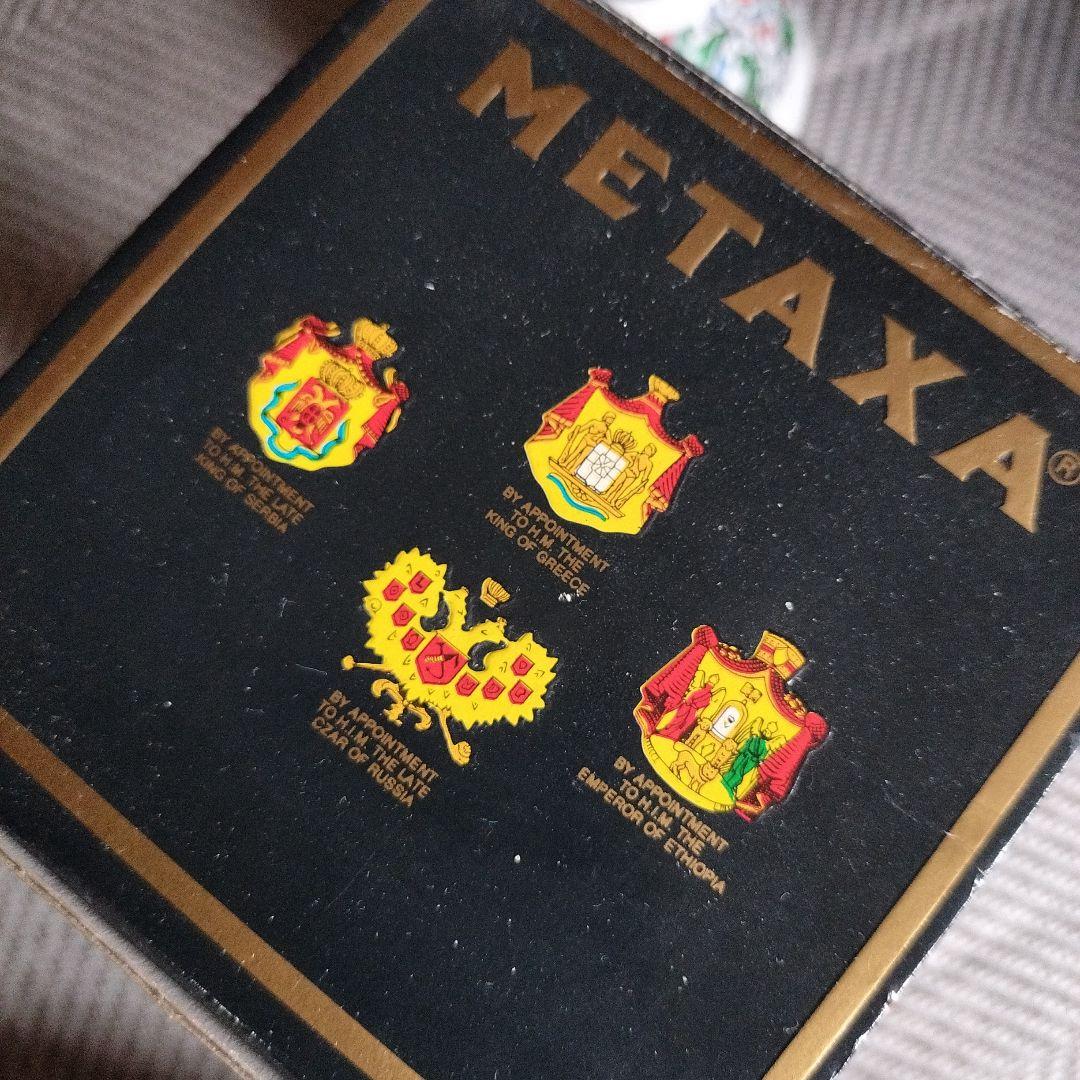 METAXA®
BY APPOINTMENT
TO H.M. THE LATE
KING OF SERBIA
BY APPOINTMENT
TO H.M. THE
KING OF GREECE
BY APPOINTMENT
TO H.I.M. THE LATE
CZAR OF RUSSIA
BY APPOINTMENT
TO H.I.M. THE
EMPEROR OF ETHIOPIA